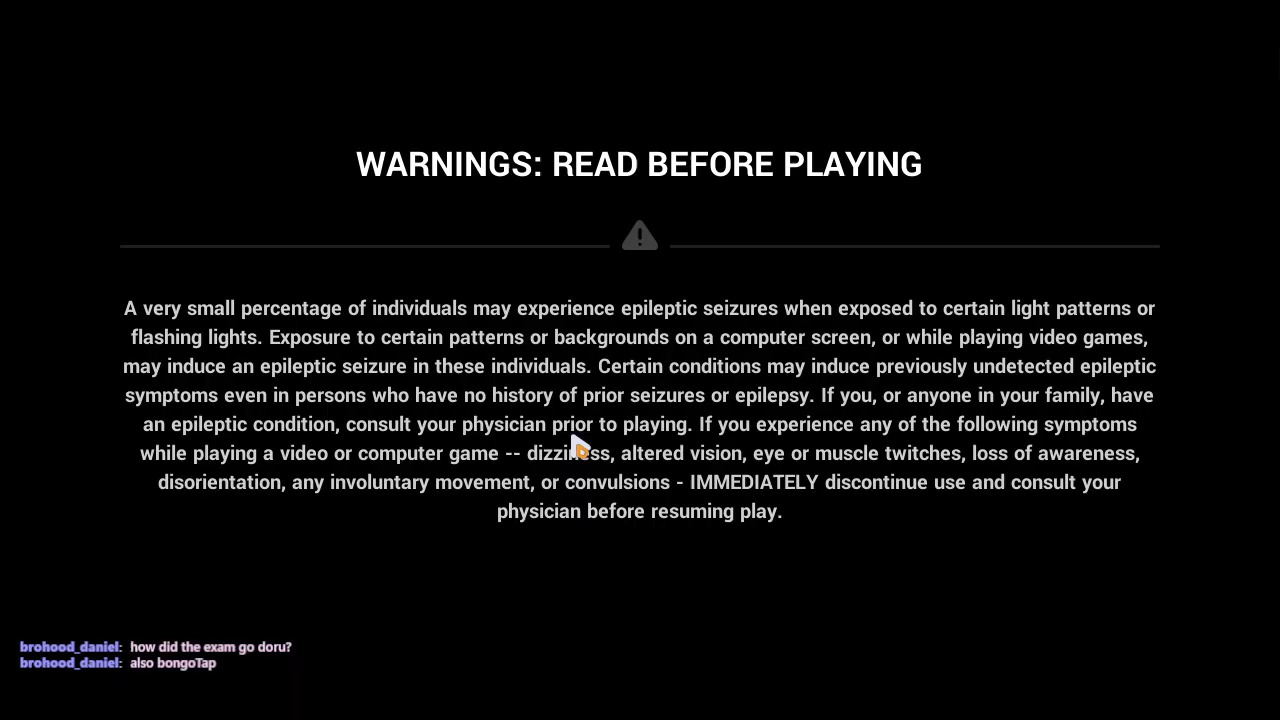 WARNINGS: READ BEFORE PLAYING
A very small percentage of individuals may experience epileptic seizures when exposed to certain light patterns or
flashing lights. Exposure to certain patterns or backgrounds on a computer screen, or while playing video games,
may induce an epileptic seizure in these individuals. Certain conditions may induce previously undetected epileptic
symptoms even in persons who have no history of prior seizures or epilepsy. If you, or anyone in your family, have
an epileptic condition, consult your physician prior to playing. If you experience any of the following symptoms
while playing a video or computer game -- dizziness, altered vision, eye or muscle twitches, loss of awareness,
disorientation, any involuntary movement, or convulsions - IMMEDIATELY discontinue use and consult your
physician before resuming play.
brohood_daniel: how did the exam go doru?
brohood_daniel: also bongoTap